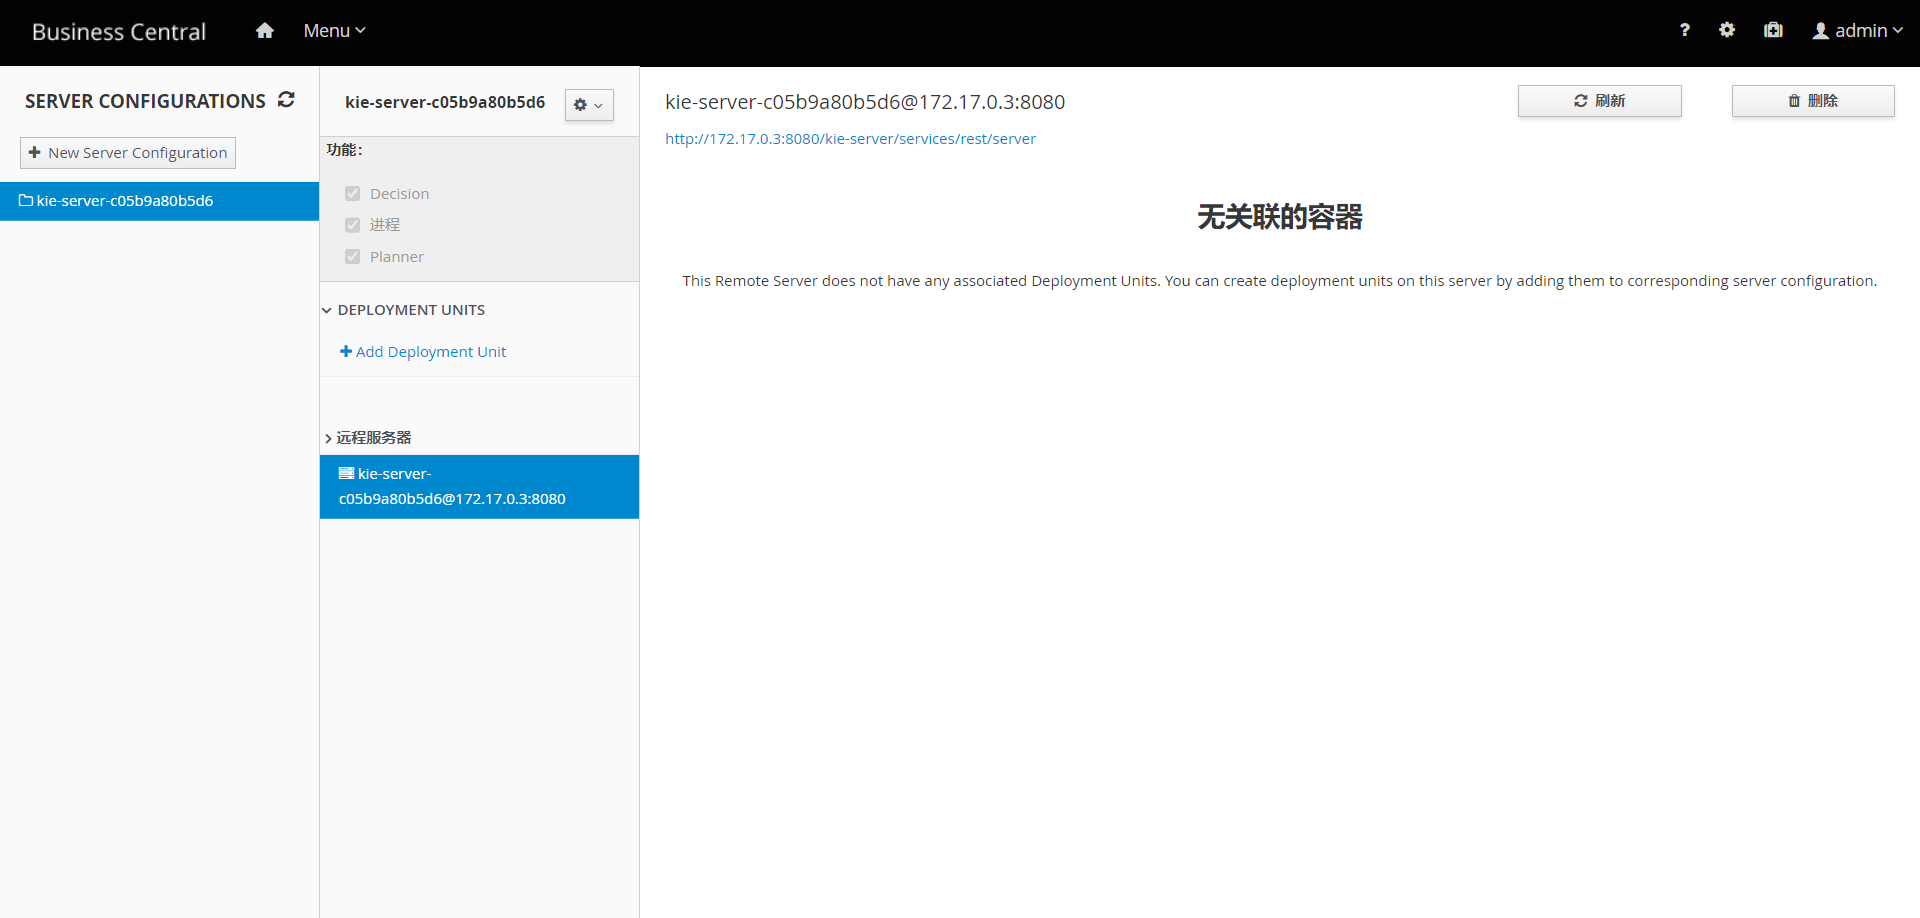 Business Central
Menu
?
admin
SERVER CONFIGURATIONS
New Server Configuration
kie-server-c05b9a80b5d6
kie-server-c05b9a80b5d6
功能：
Decision
进程
Planner
DEPLOYMENT UNITS
Add Deployment Unit
远程服务器
kie-server-
c05b9a80b5d6@172.17.0.3:8080
kie-server-c05b9a80b5d6@172.17.0.3:8080
刷新
删除
http://172.17.0.3:8080/kie-server/services/rest/server
无关联的容器
This Remote Server does not have any associated Deployment Units. You can create deployment units on this server by adding them to corresponding server configuration.